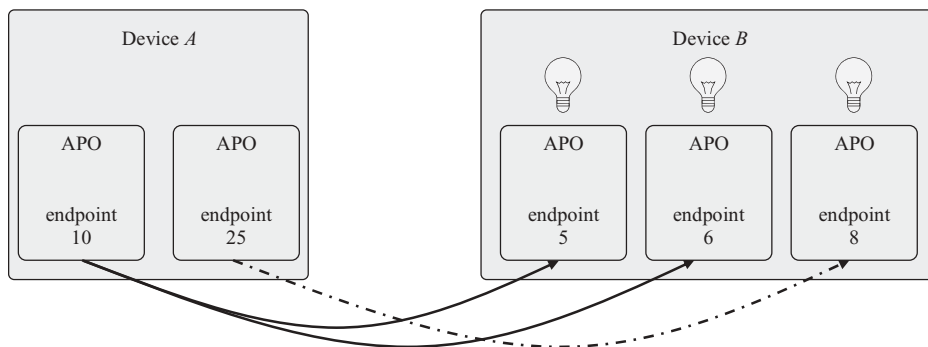 Device A
APO
endpoint
10
APO
endpoint
25
Device B
APO
endpoint
5
APO
endpoint
6
APO
endpoint
8